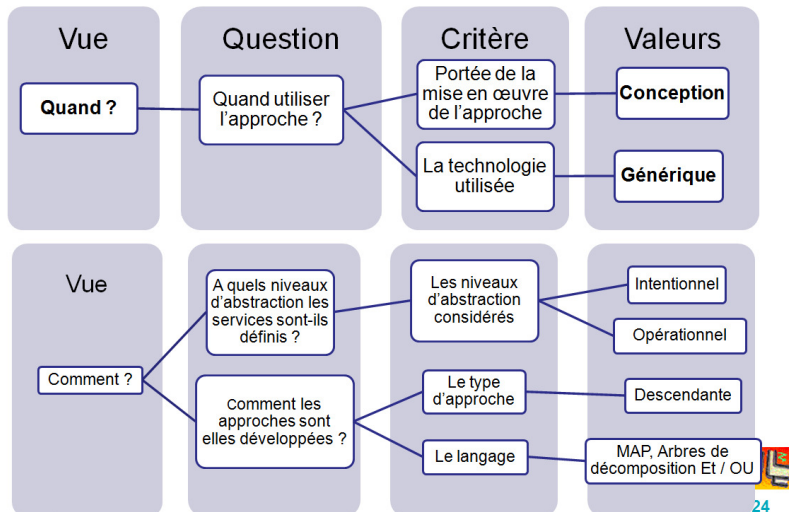 Vue
Question
Critère
Valeurs
Quand ?
Quand utiliser
l'approche ?
Portée de la
mise en œuvre
de l'approche
Conception
La technologie
utilisée
Générique
Vue
Comment ?
A quels niveaux
d'abstraction les
services sont-ils
définis ?
Les niveaux
d'abstraction
considérés
Intentionnel
Opérationnel
Comment les
approches sont
elles développées ?
Le type
d'approche
Descendante
Le langage
MAP, Arbres de
décomposition Et / OU
24